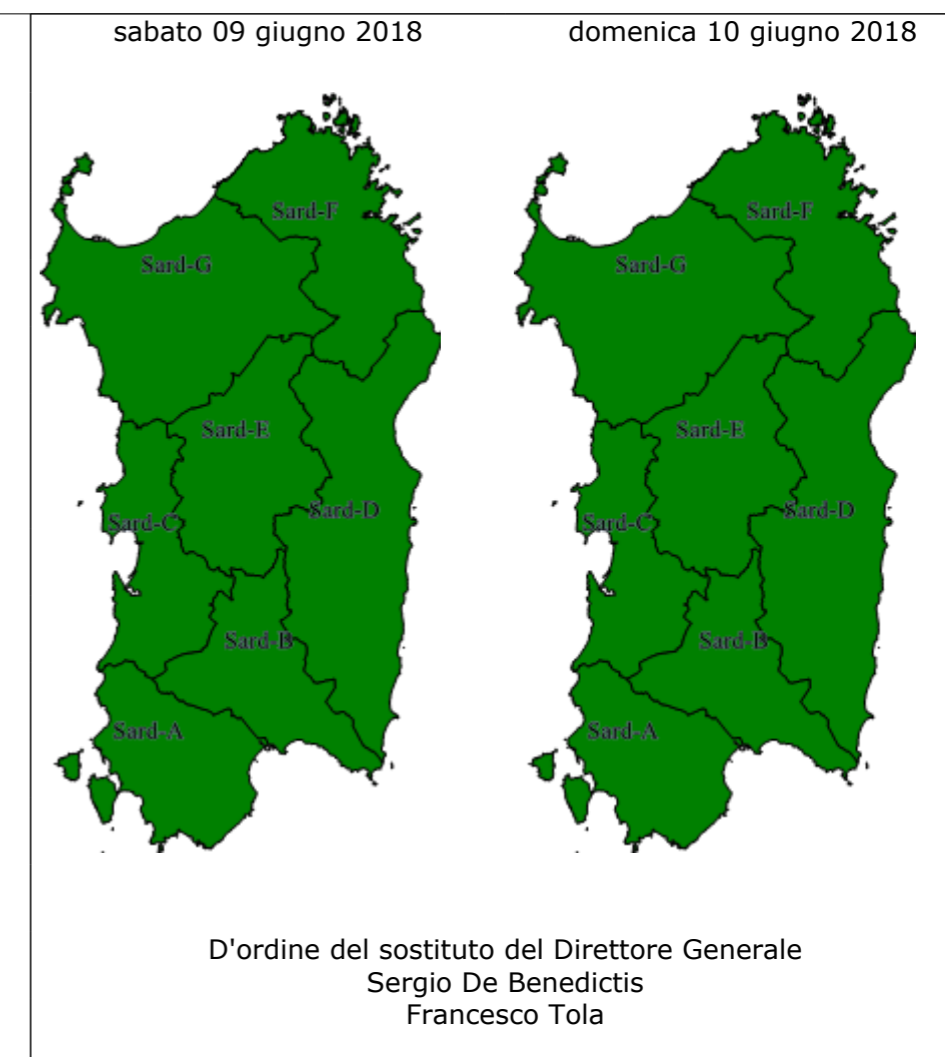 sabato 09 giugno 2018
domenica 10 giugno 2018
Sard-F
Sard-G
Sard-E
Sard-D
Sard-C
Sard-B
Sard-A
Sard-F
Sard-G
Sard-E
Sard-D
Sard-C
Sard-B
Sard-A
D'ordine del sostituto del Direttore Generale
Sergio De Benedictis
Francesco Tola